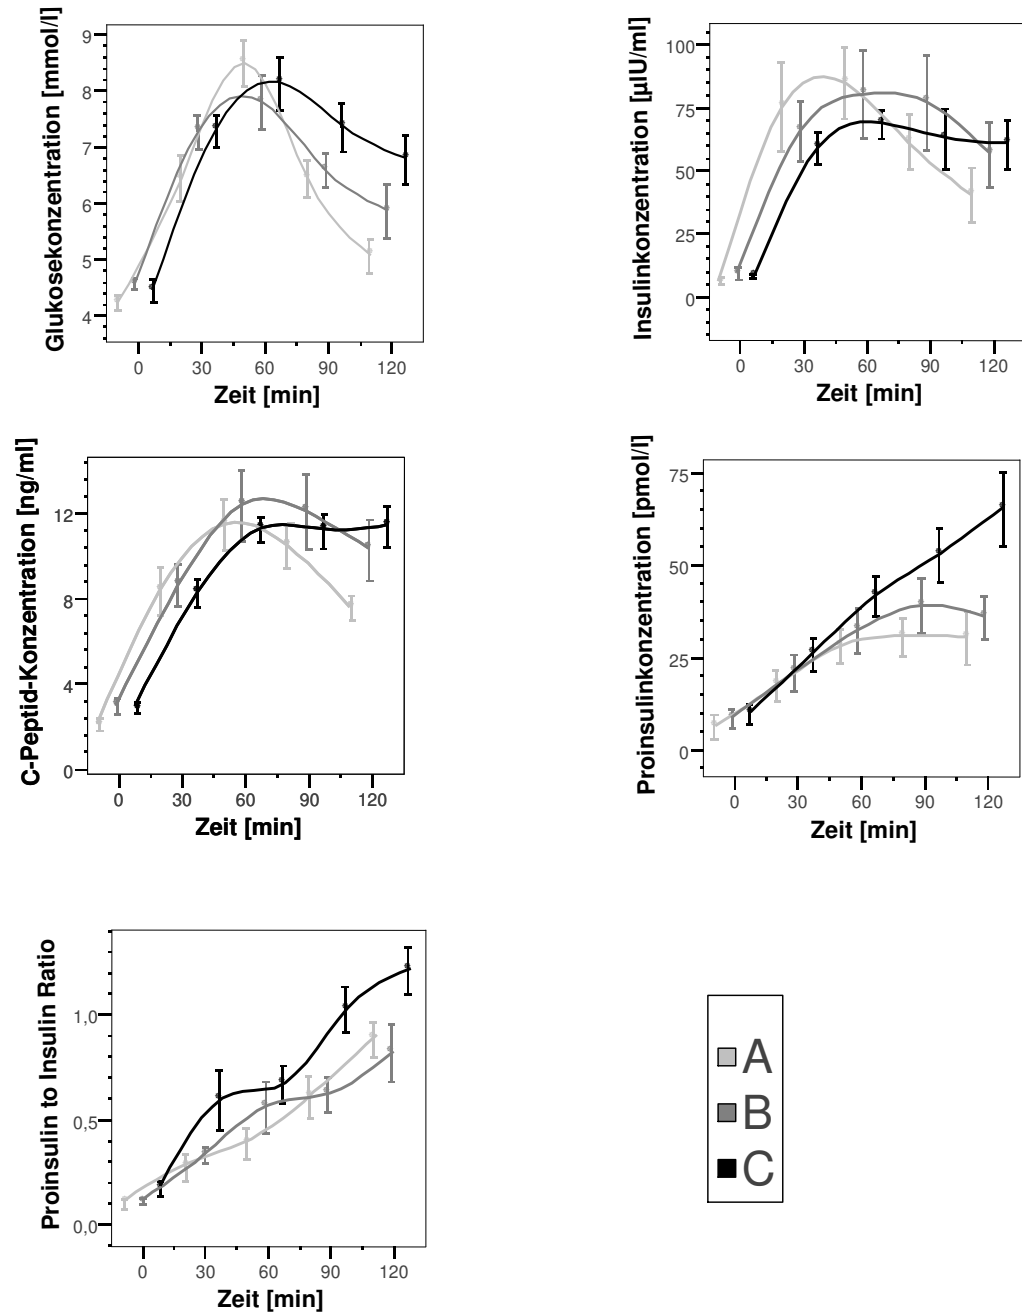 Glukosekonzentration [mmol/l]
9
8
7
6
5
4
0 30 60 90 120
Zeit [min]
Insulinkonzentration [µIU/ml]
100
75
50
25
0
0 30 60 90 120
Zeit [min]
C-Peptid-Konzentration [ng/ml]
12
8
4
0
0 30 60 90 120
Zeit [min]
Proinsulinkonzentration [pmol/l]
75
50
25
0
0 30 60 90 120
Zeit [min]
Proinsulin to Insulin Ratio
1,0
0,5
0,0
0 30 60 90 120
Zeit [min]
A
B
C